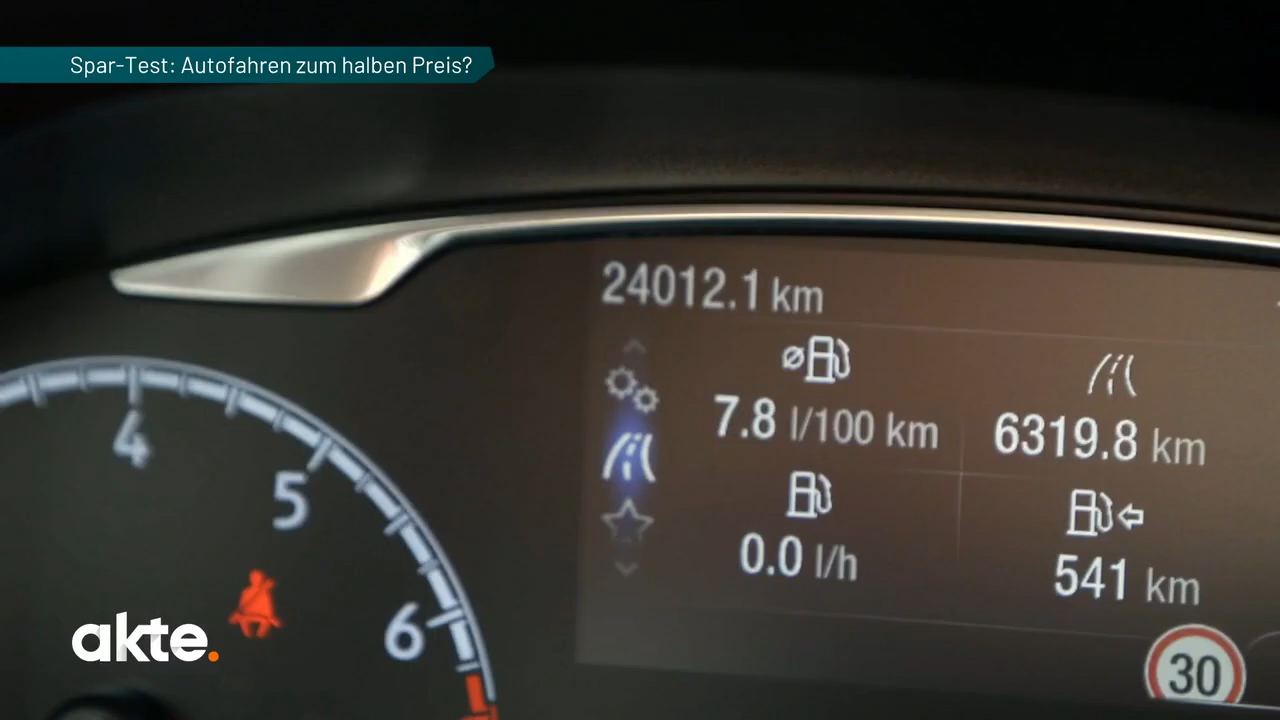 Spar-Test: Autofahren zum halben Preis?
24012.1 km
7.8 l/100 km
6319.8 km
0.0 l/h
541 km
4
5
6
30
akte.